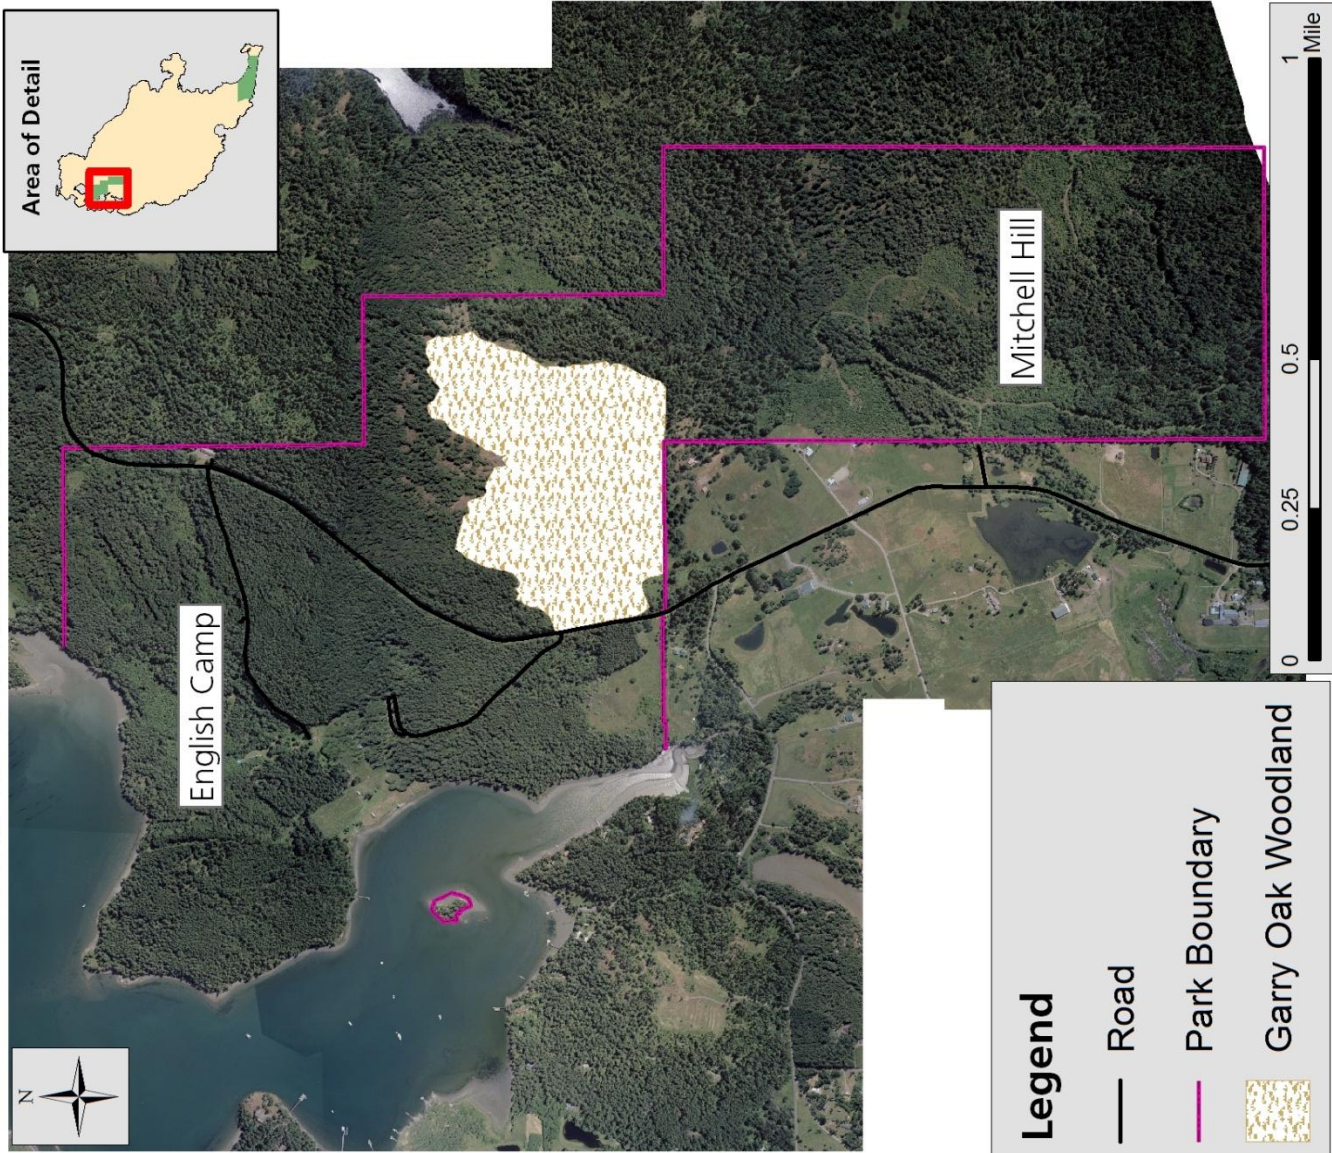 Area of Detail
N
English Camp
Mitchell Hill
Legend
Road
Park Boundary
Garry Oak Woodland
0 0.25 0.5 1
Mile